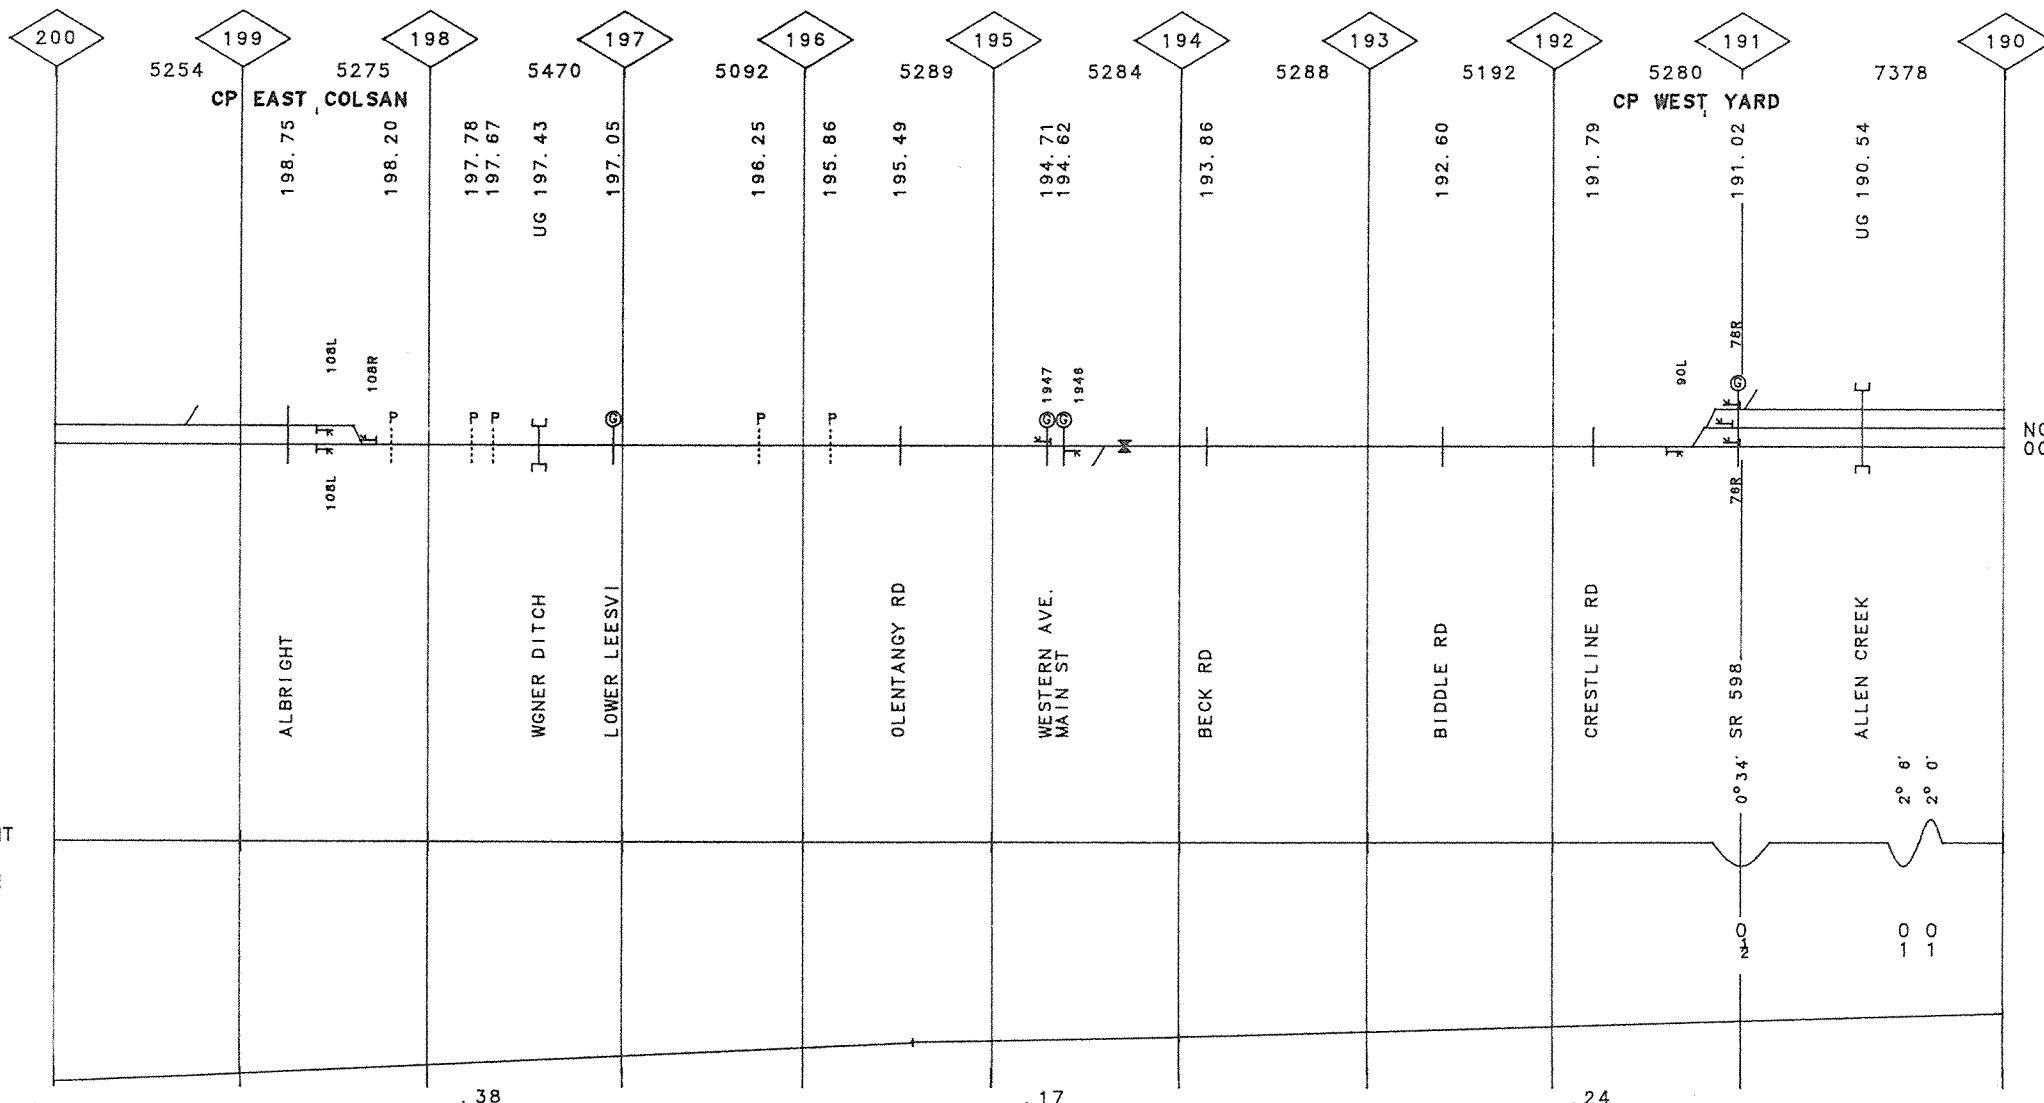 200 199 198 197 196 195 194 193 192 191 190
5254 5275 5470 5092 5289 5284 5288 5192 5280 7378
CP EAST COLSAN CP WEST YARD
198.75 198.20 197.78 197.67 UG 197.43 197.05 196.25 195.86 195.49 194.71 194.62 193.86 192.60 191.79 191.02 UG 190.54
108L 108R 1947 1946 90L 78R
P P P G P P G G G
NO
00
108L 78R
ALBRIGHT WGNER DITCH LOWER LEESVI OLENTANGY RD WESTERN AVE. MAIN ST BECK RD BIDDLE RD CRESTLINE RD SR 598 ALLEN CREEK
0° 34' 2° 6' 2° 0'
0 0 0
1 1
.38 .17 .24